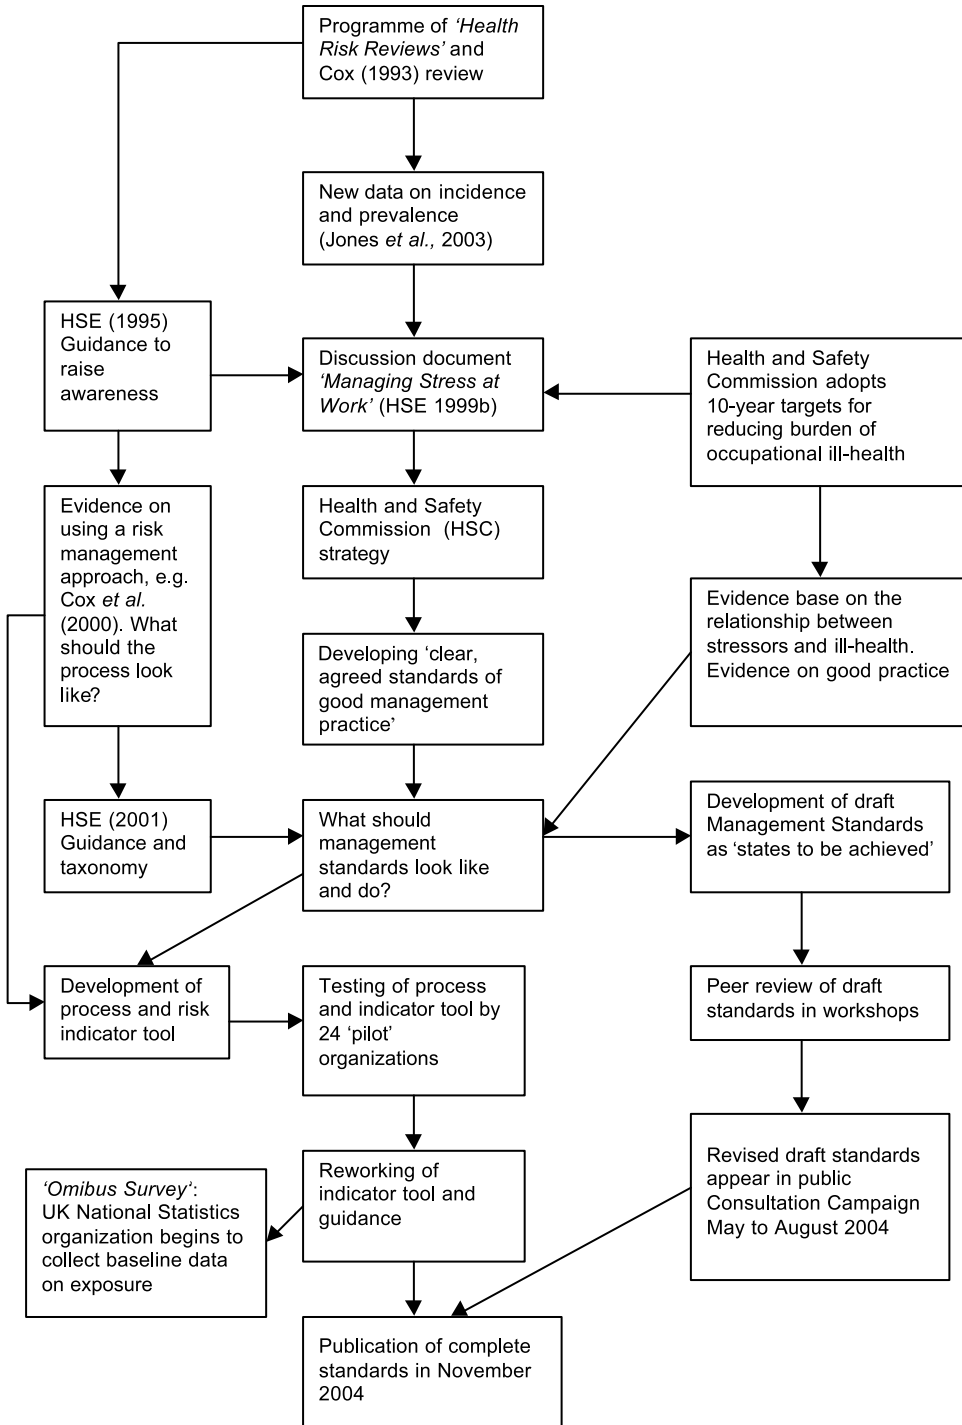 Programme of ‘Health
Risk Reviews’ and
Cox (1993) review
New data on incidence
and prevalence
(Jones et al., 2003)
HSE (1995)
Guidance to
raise
awareness
Discussion document
‘Managing Stress at
Work’ (HSE 1999b)
Health and Safety
Commission adopts
10-year targets for
reducing burden of
occupational ill-health
Evidence on
using a risk
management
approach, e.g.
Cox et al.
(2000). What
should the
process look
like?
Health and Safety
Commission (HSC)
strategy
Evidence base on the
relationship between
stressors and ill-health.
Evidence on good practice
Developing ‘clear,
agreed standards of
good management
practice’
HSE (2001)
Guidance and
taxonomy
What should
management
standards look like
and do?
Development of draft
Management Standards
as ‘states to be achieved’
Development of
process and risk
indicator tool
Testing of process
and indicator tool by
24 ‘pilot’
organizations
Peer review of draft
standards in workshops
‘Omibus Survey’:
UK National Statistics
organization begins to
collect baseline data
on exposure
Reworking of
indicator tool and
guidance
Revised draft standards
appear in public
Consultation Campaign
May to August 2004
Publication of complete
standards in November
2004